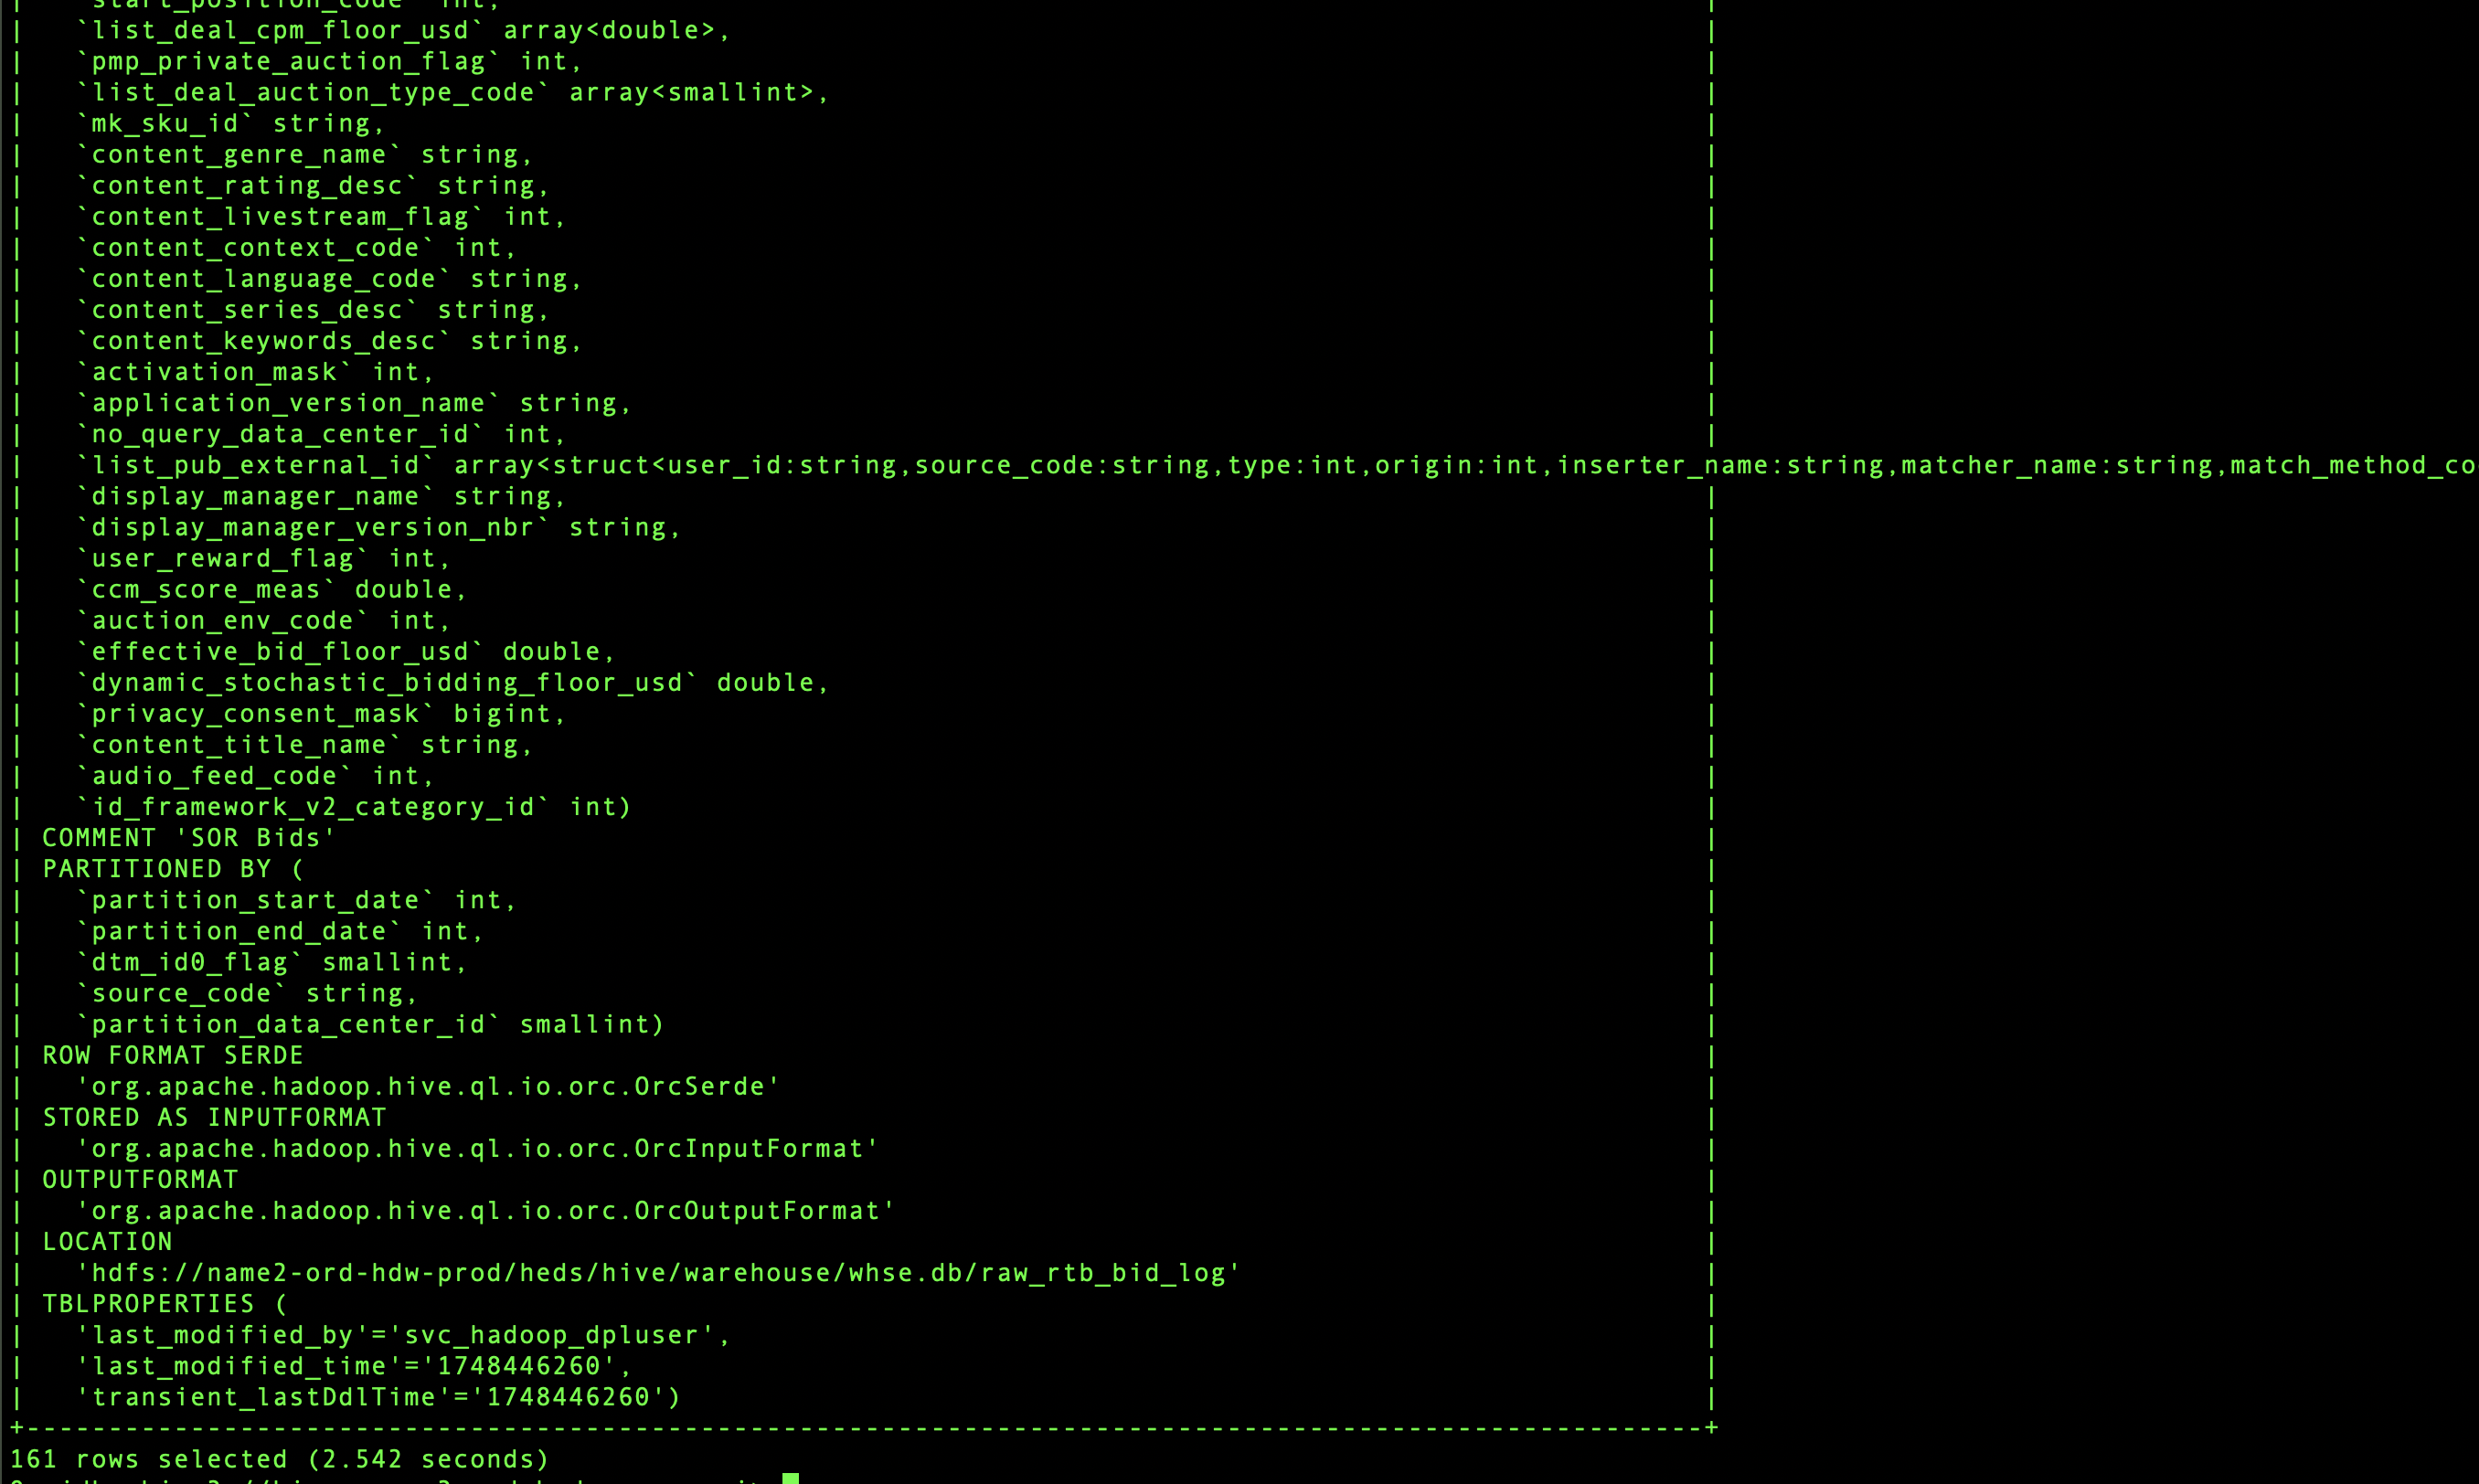 | `start_position_code` int, |
| `list_deal_cpm_floor_usd` array<double>, |
| `pmp_private_auction_flag` int, |
| `list_deal_auction_type_code` array<smallint>, |
| `mk_sku_id` string, |
| `content_genre_name` string, |
| `content_rating_desc` string, |
| `content_livestream_flag` int, |
| `content_context_code` int, |
| `content_language_code` string, |
| `content_series_desc` string, |
| `content_keywords_desc` string, |
| `activation_mask` int, |
| `application_version_name` string, |
| `no_query_data_center_id` int, |
| `list_pub_external_id` array<struct<user_id:string,source_code:string,type:int,origin:int,inserter_name:string,matcher_name:string,match_method_co
| `display_manager_name` string, |
| `display_manager_version_nbr` string, |
| `user_reward_flag` int, |
| `ccm_score_meas` double, |
| `auction_env_code` int, |
| `effective_bid_floor_usd` double, |
| `dynamic_stochastic_bidding_floor_usd` double, |
| `privacy_consent_mask` bigint, |
| `content_title_name` string, |
| `audio_feed_code` int, |
| `id_framework_v2_category_id` int) |
| COMMENT 'SOR Bids' |
| PARTITIONED BY ( |
| `partition_start_date` int, |
| `partition_end_date` int, |
| `dtm_id0_flag` smallint, |
| `source_code` string, |
| `partition_data_center_id` smallint) |
| ROW FORMAT SERDE |
| 'org.apache.hadoop.hive.ql.io.orc.OrcSerde' |
| STORED AS INPUTFORMAT |
| 'org.apache.hadoop.hive.ql.io.orc.OrcInputFormat' |
| OUTPUTFORMAT |
| 'org.apache.hadoop.hive.ql.io.orc.OrcOutputFormat' |
| LOCATION |
| 'hdfs://name2-ord-hdw-prod/heds/hive/warehouse/whse.db/raw_rtb_bid_log' |
| TBLPROPERTIES ( |
| 'last_modified_by'='svc_hadoop_dpluser', |
| 'last_modified_time'='1748446260', |
| 'transient_lastDdlTime'='1748446260') |
+------------------------------------------------------------------------------------------------------+
161 rows selected (2.542 seconds)